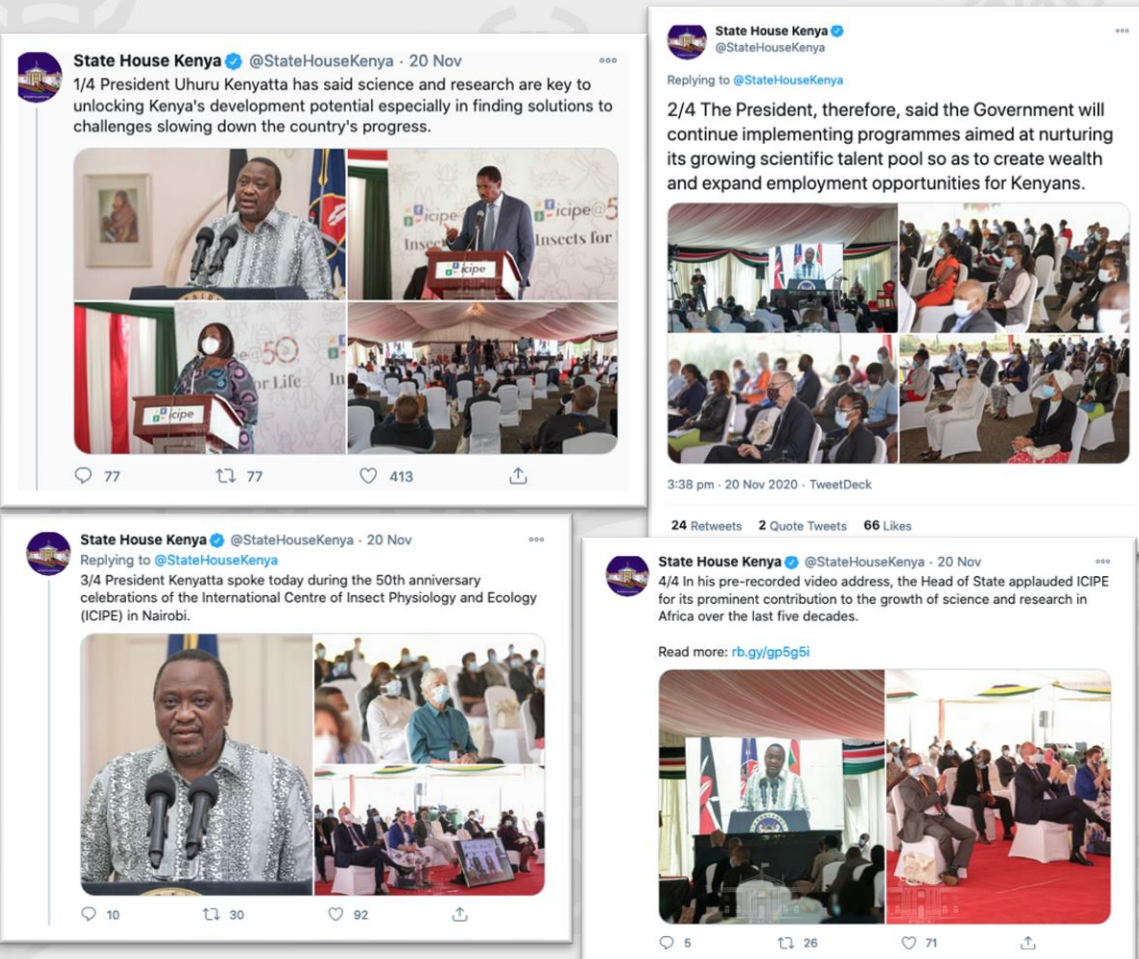 State House Kenya @StateHouseKenya · 20 Nov
1/4 President Uhuru Kenyatta has said science and research are key to
unlocking Kenya's development potential especially in finding solutions to
challenges slowing down the country's progress.
icipe
icipe@5
Insec
Insects for
icipe
e@50
or Life
In
icipe
77
77
413
State House Kenya
@StateHouseKenya
Replying to @StateHouseKenya
2/4 The President, therefore, said the Government will
continue implementing programmes aimed at nurturing
its growing scientific talent pool so as to create wealth
and expand employment opportunities for Kenyans.
3:38 pm · 20 Nov 2020 · TweetDeck
24 Retweets 2 Quote Tweets 66 Likes
State House Kenya @StateHouseKenya · 20 Nov
Replying to @StateHouseKenya
3/4 President Kenyatta spoke today during the 50th anniversary
celebrations of the International Centre of Insect Physiology and Ecology
(ICIPE) in Nairobi.
10
30
92
State House Kenya @StateHouseKenya · 20 Nov
4/4 In his pre-recorded video address, the Head of State applauded ICIPE
for its prominent contribution to the growth of science and research in
Africa over the last five decades.
Read more: rb.gy/gp5g5i
5
26
71